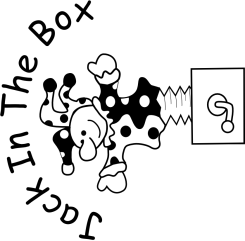 Jack In The Box
?